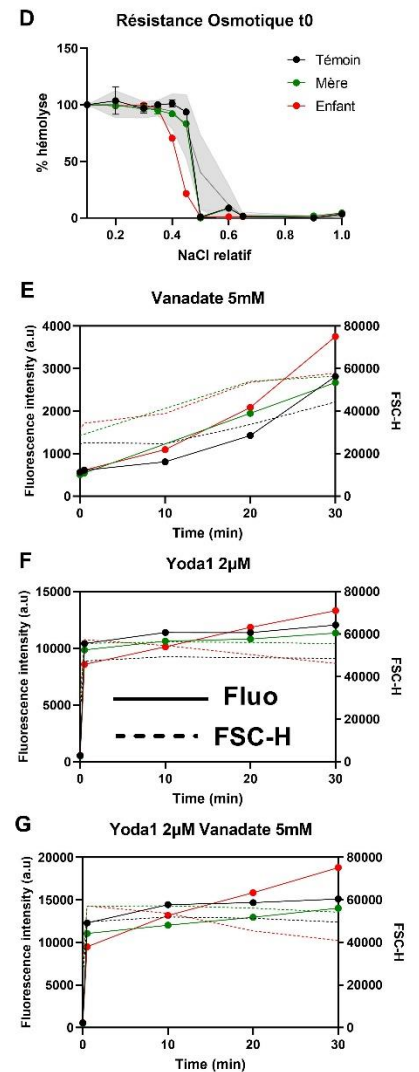 D
Résistance Osmotique t0
% hémolyse
150
100
50
0
0.2 0.4 0.6 0.8 1.0
NaCl relatif
Témoin
Mère
Enfant
E
Vanadate 5mM
Fluorescence intensity (a.u)
4000
3000
2000
1000
0
80000
60000
40000
20000
0
FSC-H
0 10 20 30
Time (min)
F
Yoda1 2µM
Fluorescence intensity (a.u)
15000
10000
5000
0
Fluo
FSC-H
80000
60000
40000
20000
0
FSC-H
0 10 20 30
Time (min)
G
Yoda1 2µM Vanadate 5mM
Fluorescence intensity (a.u)
20000
15000
10000
5000
0
80000
60000
40000
20000
0
FSC-H
0 10 20 30
Time (min)